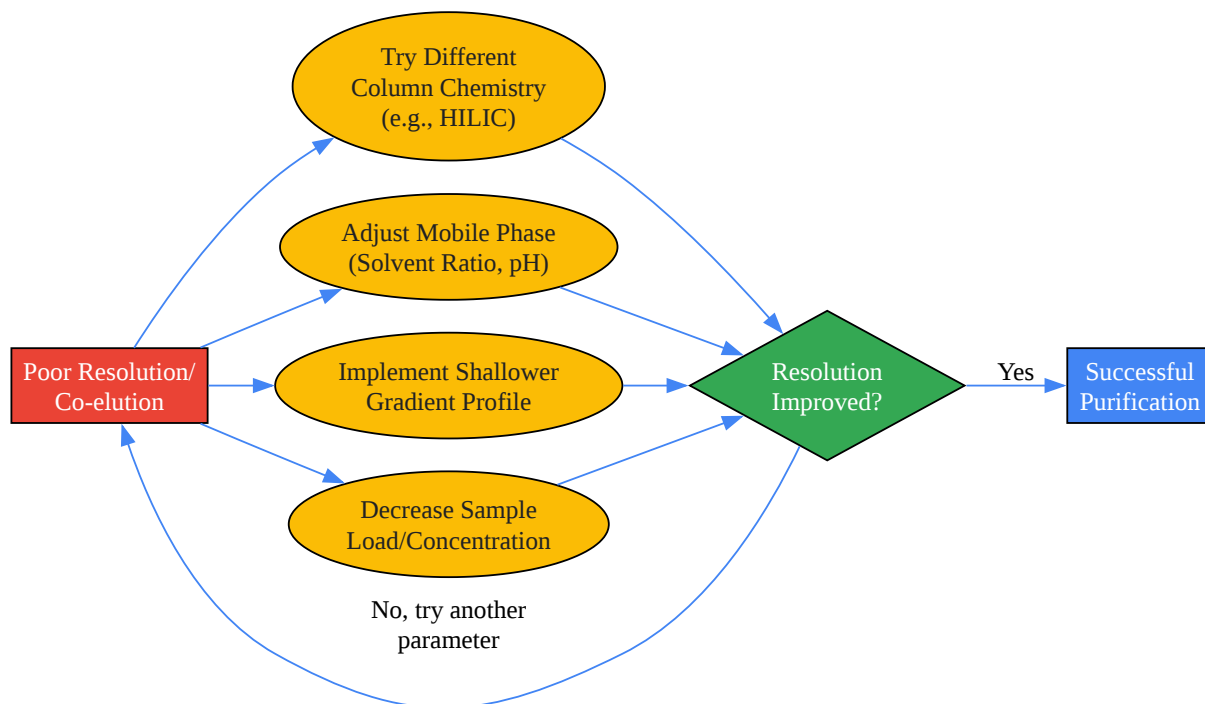 Try Different
Column Chemistry
(e.g., HILIC)
Adjust Mobile Phase
(Solvent Ratio, pH)
Poor Resolution/
Co-elution
Implement Shallower
Gradient Profile
Resolution
Improved?
Yes
Successful
Purification
Decrease Sample
Load/Concentration
No, try another
parameter